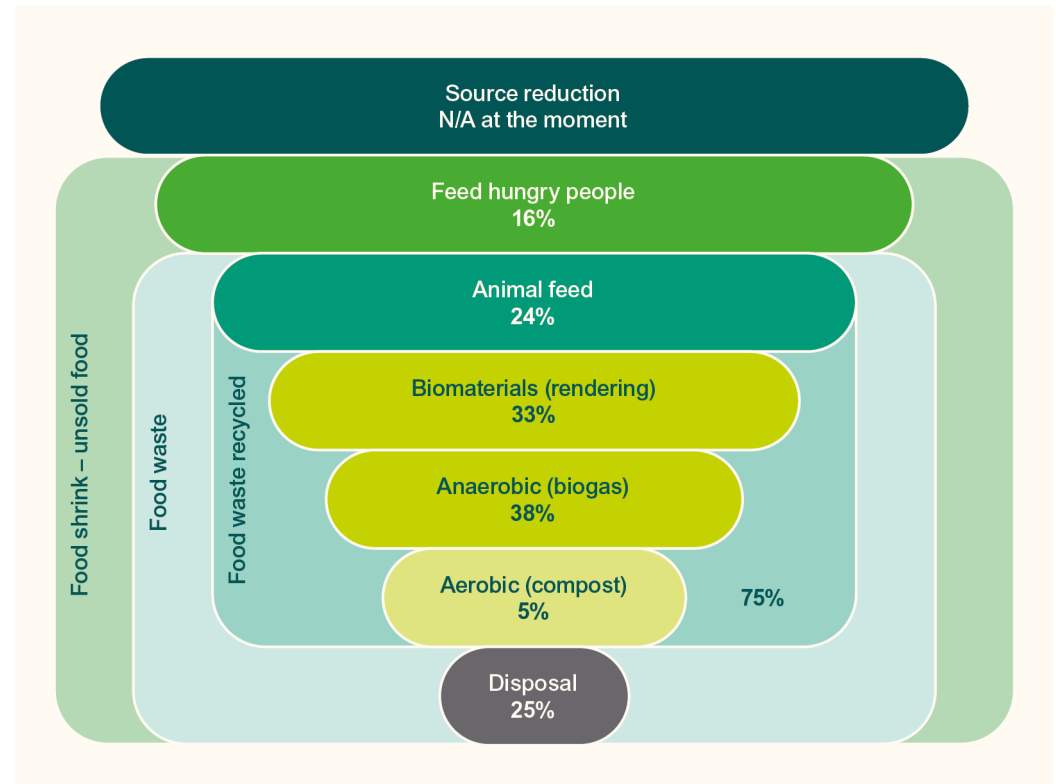 Source reduction
N/A at the moment
Feed hungry people
16%
Animal feed
24%
Biomaterials (rendering)
33%
Anaerobic (biogas)
38%
Aerobic (compost)
5%
75%
Disposal
25%
Food shrink – unsold food
Food waste
Food waste recycled